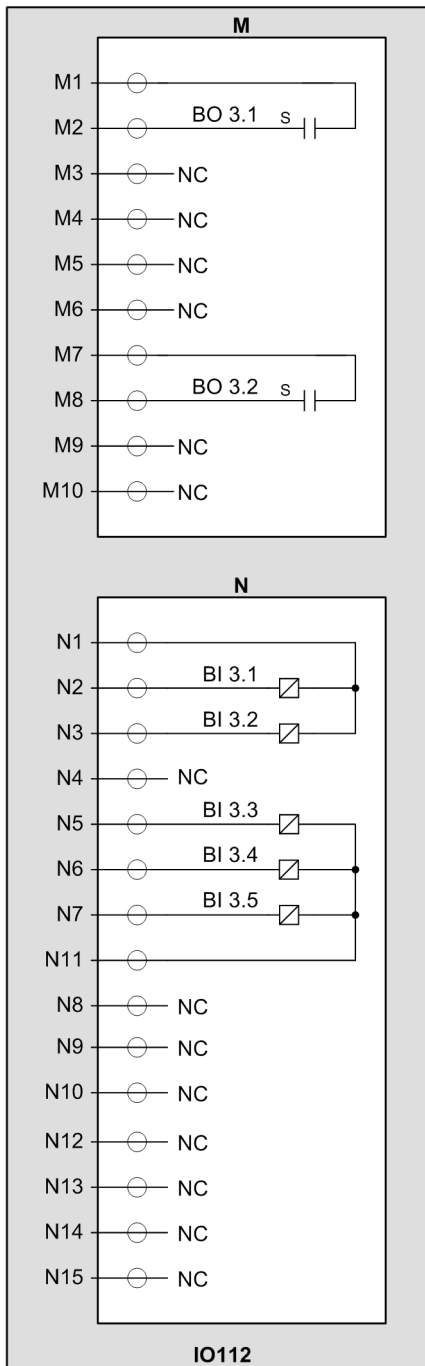 M
M1
M2 BO 3.1 S
M3 NC
M4 NC
M5 NC
M6 NC
M7
M8 BO 3.2 S
M9 NC
M10 NC
N
N1
N2 BI 3.1
N3 BI 3.2
N4 NC
N5 BI 3.3
N6 BI 3.4
N7 BI 3.5
N11
N8 NC
N9 NC
N10 NC
N12 NC
N13 NC
N14 NC
N15 NC
IO112